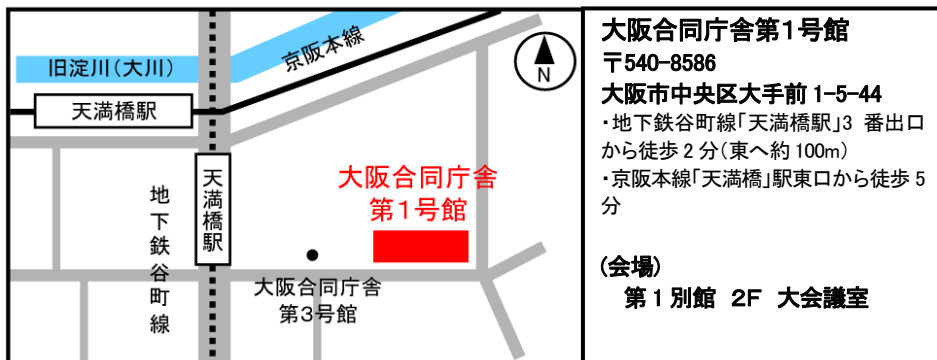 旧淀川(大川)
京阪本線
N
天満橋駅
天満橋駅
地下鉄谷町線
大阪合同庁舎
第1号館
大阪合同庁舎
第3号館
大阪合同庁舎第1号館
〒540-8586
大阪市中央区大手前 1-5-44
・地下鉄谷町線「天満橋駅」3 番出口
から徒歩 2 分(東へ約 100m)
・京阪本線「天満橋」駅東口から徒歩 5
分
(会場)
第 1 別館 2F 大会議室